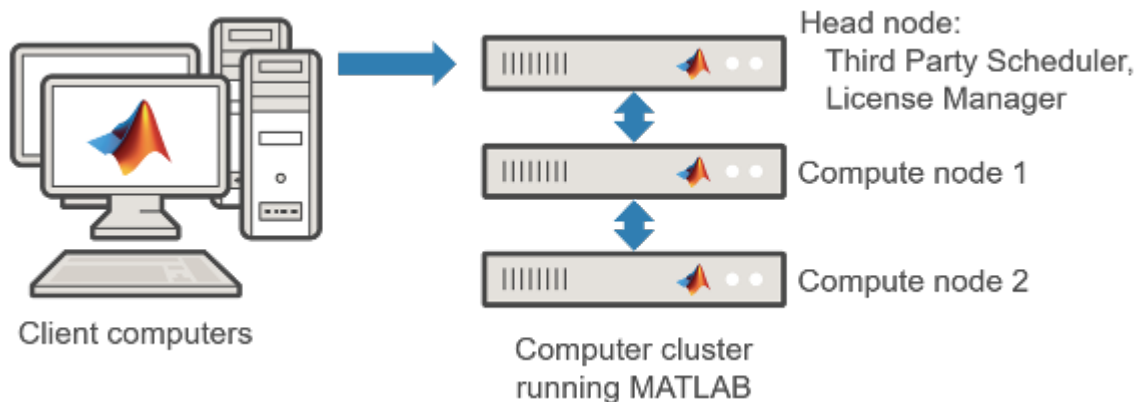 Head node:
Third Party Scheduler,
License Manager
Compute node 1
Compute node 2
Client computers
Computer cluster
running MATLAB